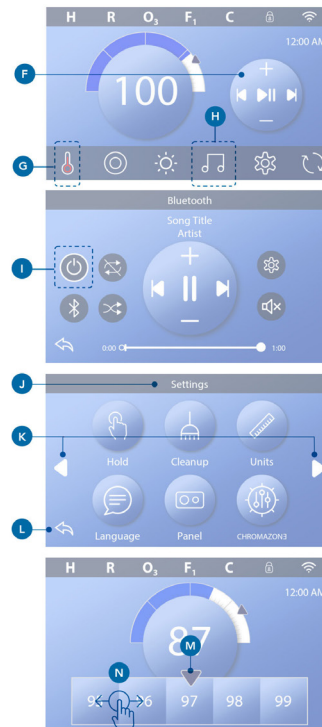 H R O₃ F₁ C
12:00 AM
F
100
H
G
Bluetooth
Song Title
Artist
I
0:00
1:00
J
Settings
K
Hold Cleanup Units
L
Language Panel CHROMAZON3
H R O₃ F₁ C
12:00 AM
87
M
N
97 98 99